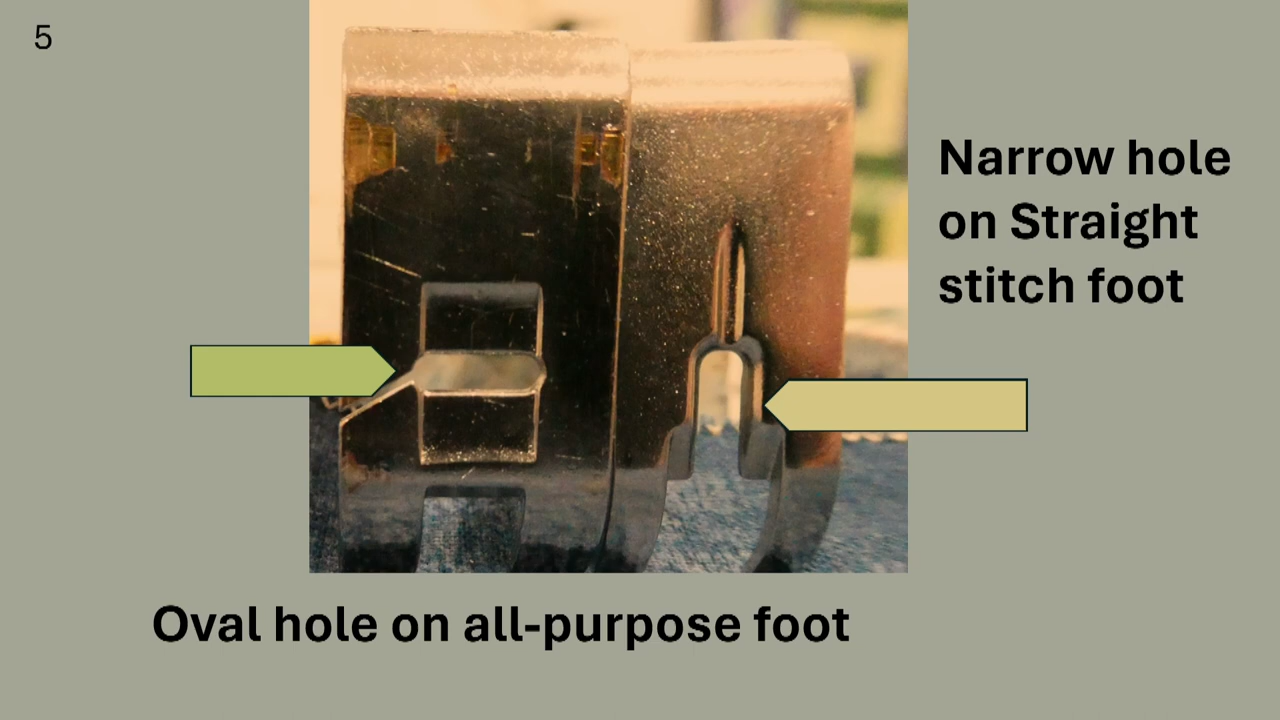 5
Narrow hole
on Straight
stitch foot
Oval hole on all-purpose foot